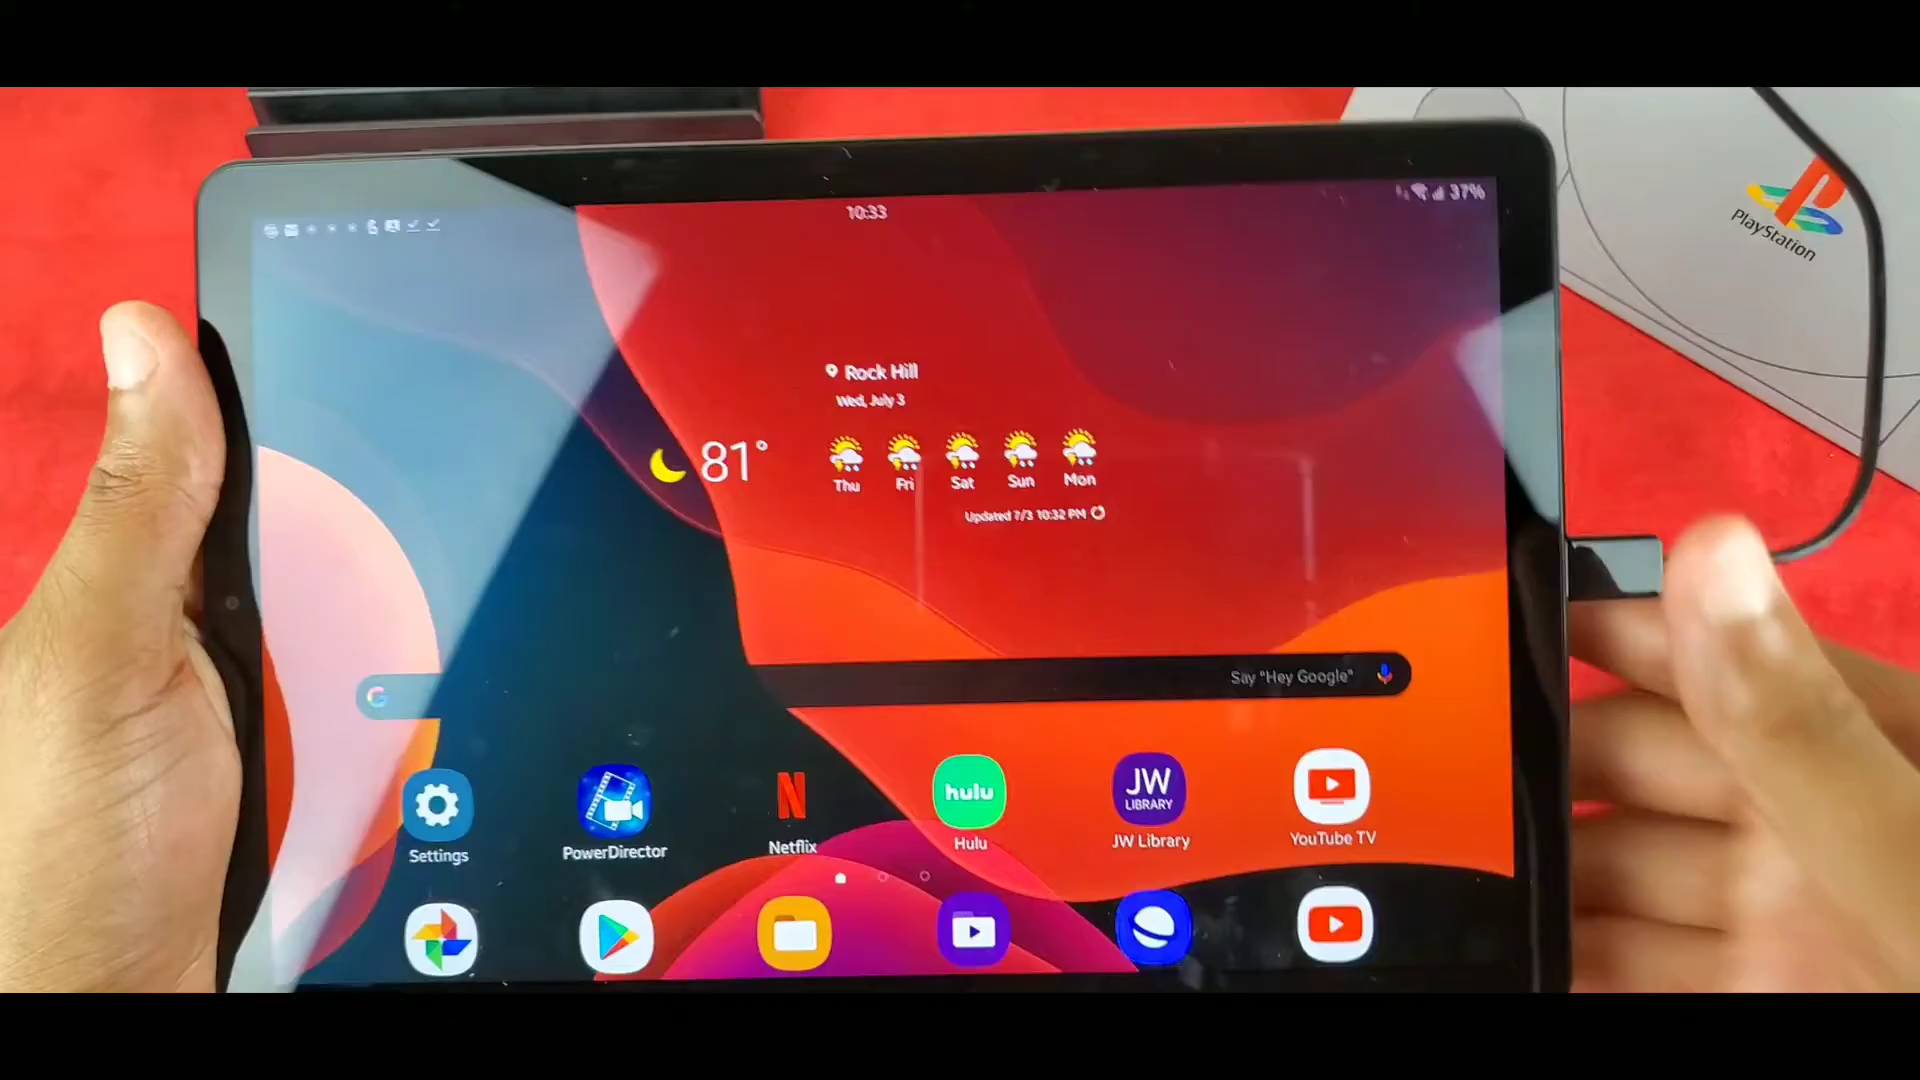 10:33
37%
PlayStation
Rock Hill
Wed, July 3
81°
Thu Fri Sat Sun Mon
Updated 7/3 10:32 PM
G
Say "Hey Google"
N
hulu
JW
LIBRARY
Settings
PowerDirector
Netflix
Hulu
JW Library
YouTube TV